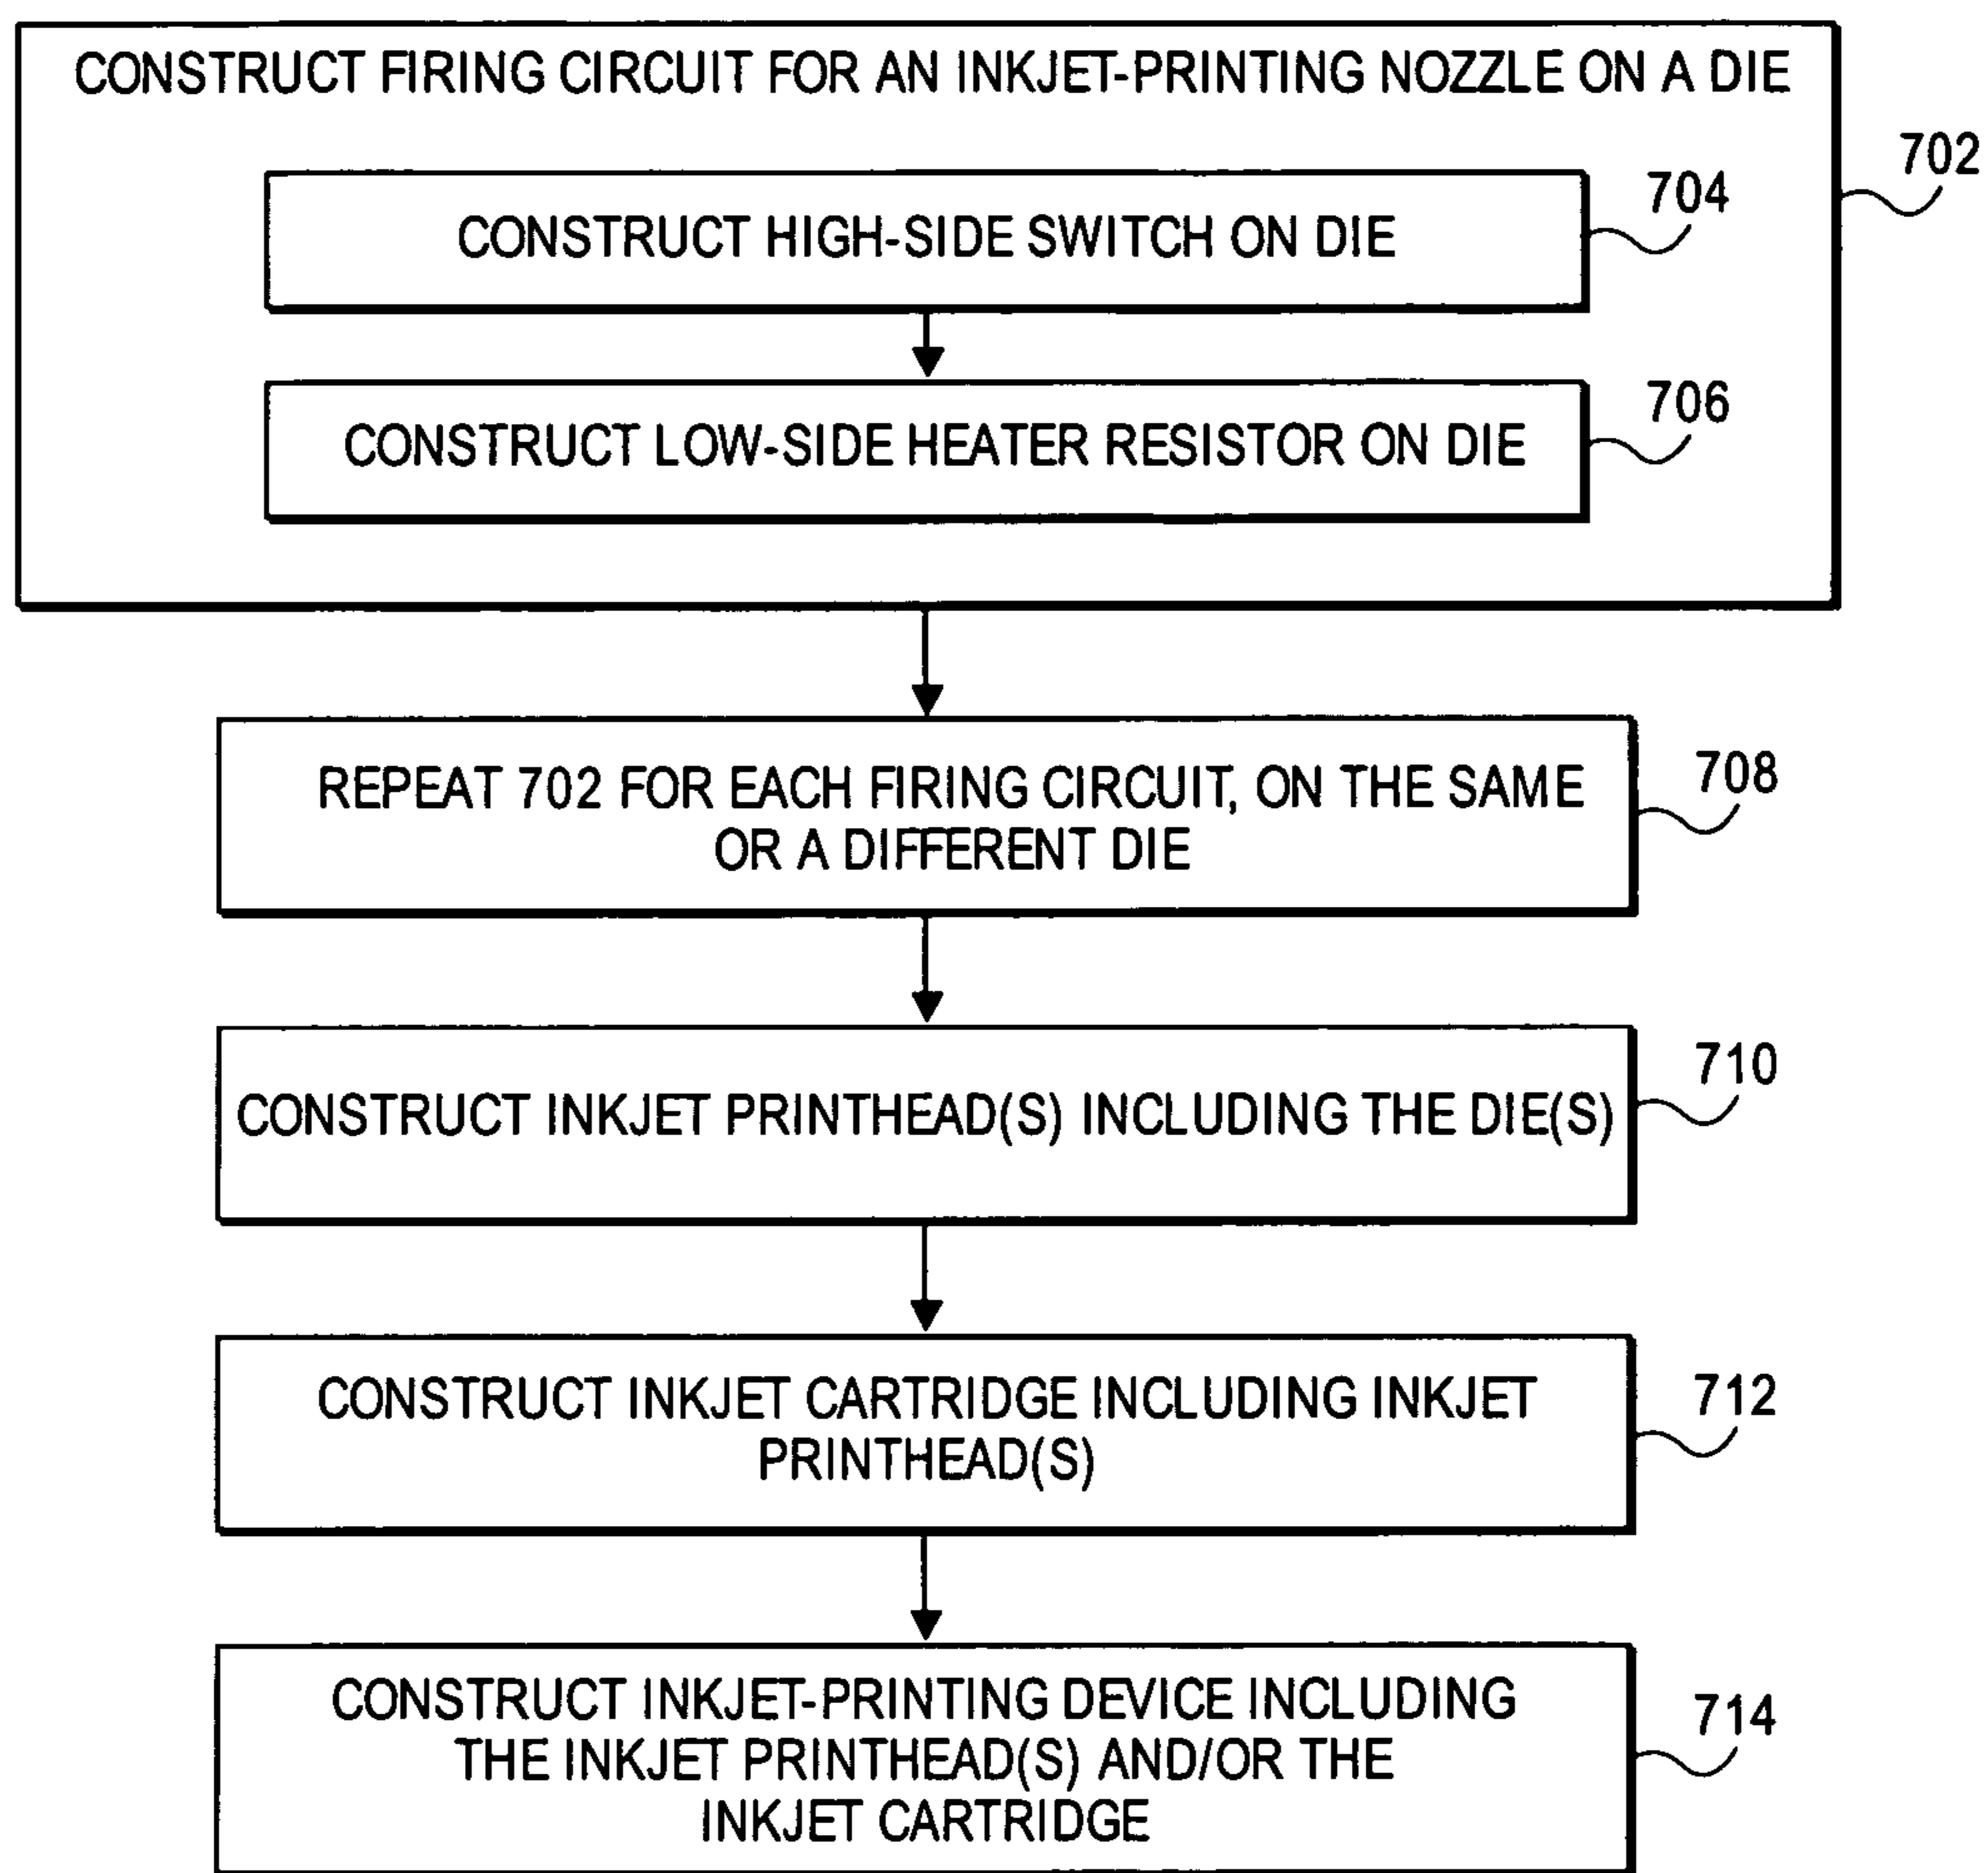 CONSTRUCT FIRING CIRCUIT FOR AN INKJET-PRINTING NOZZLE ON A DIE
702
704
CONSTRUCT HIGH-SIDE SWITCH ON DIE
706
CONSTRUCT LOW-SIDE HEATER RESISTOR ON DIE
708
REPEAT 702 FOR EACH FIRING CIRCUIT, ON THE SAME
OR A DIFFERENT DIE
710
CONSTRUCT INKJET PRINTHEAD(S) INCLUDING THE DIE(S)
712
CONSTRUCT INKJET CARTRIDGE INCLUDING INKJET
PRINTHEAD(S)
714
CONSTRUCT INKJET-PRINTING DEVICE INCLUDING
THE INKJET PRINTHEAD(S) AND/OR THE
INKJET CARTRIDGE